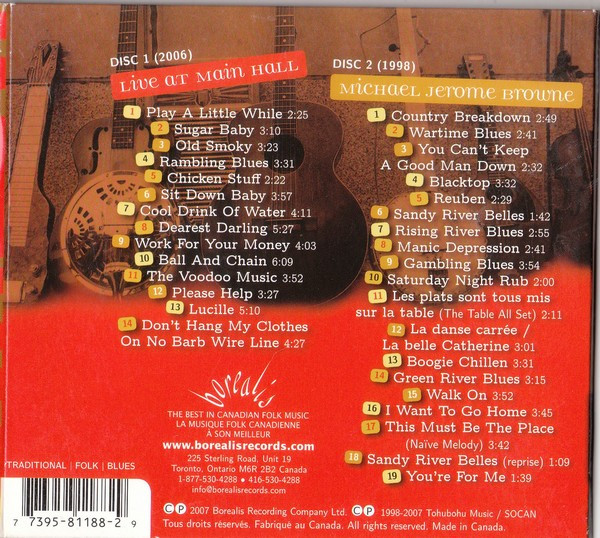 DISC 1 (2006)
Live at Main Hall
1 Play A Little While 2:25
2 Sugar Baby 3:10
3 Old Smoky 3:23
4 Rambling Blues 3:31
5 Chicken Stuff 2:22
6 Sit Down Baby 3:57
7 Cool Drink Of Water 4:11
8 Dearest Darling 5:27
9 Work For Your Money 4:03
10 Ball And Chain 6:09
11 The Voodoo Music 3:52
12 Please Help 3:27
13 Lucille 5:10
14 Don't Hang My Clothes
On No Barb Wire Line 4:27
DISC 2 (1998)
Michael Jerome Browne
1 Country Breakdown 2:49
2 Wartime Blues 2:41
3 You Can't Keep
A Good Man Down 2:32
4 Blacktop 3:32
5 Reuben 2:29
6 Sandy River Belles 1:42
7 Rising River Blues 2:55
8 Manic Depression 2:41
9 Gambling Blues 3:54
10 Saturday Night Rub 2:00
11 Les plats sont tous mis
sur la table (The Table All Set) 2:11
12 La danse carrée /
La belle Catherine 3:01
13 Boogie Chillen 3:31
14 Green River Blues 3:15
15 Walk On 3:52
16 I Want To Go Home 3:45
17 This Must Be The Place
(Naïve Melody) 3:42
18 Sandy River Belles (reprise) 1:09
19 You're For Me 1:39
borealis
THE BEST IN CANADIAN FOLK MUSIC
LA MUSIQUE FOLK CANADIENNE
À SON MEILLEUR
www.borealisrecords.com
225 Sterling Road, Unit 19
Toronto, Ontario M6R 2B2 Canada
1-877-530-4288 • 416-530-4288
info@borealisrecords.com
TRADITIONAL | FOLK | BLUES
7 7395-81188-2 9
© ℗ 2007 Borealis Recording Company Ltd. © ℗ 1998-2007 Tohubohu Music / SOCAN
Tous droits réservés. Fabriqué au Canada. All rights reserved. Made in Canada.